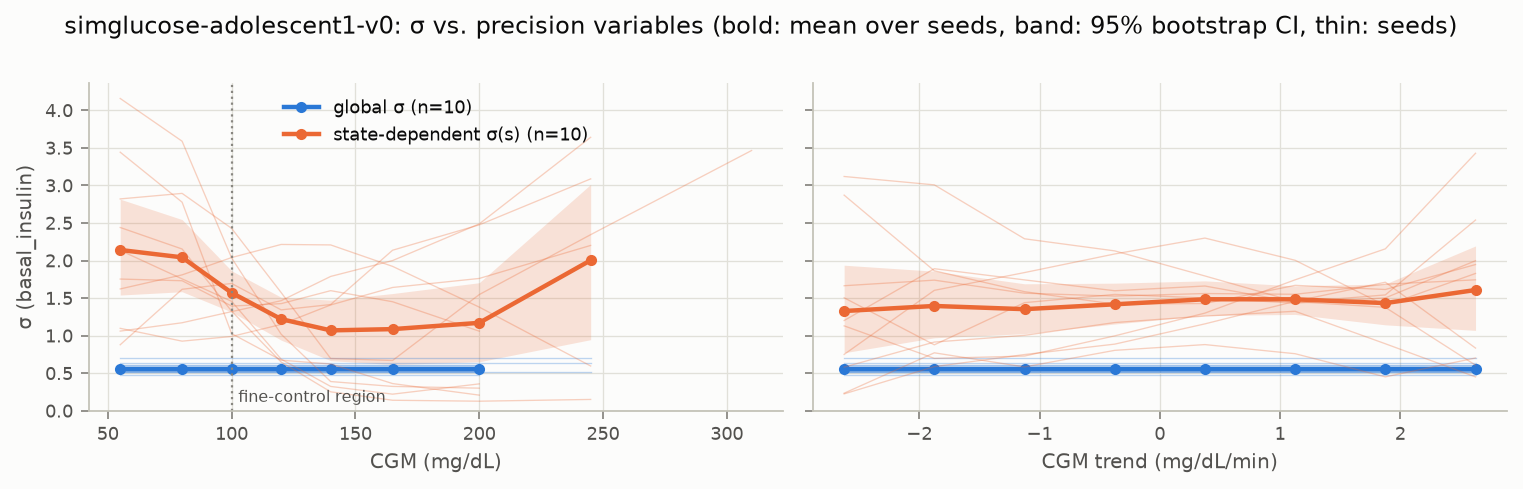 simglucose-adolescent1-v0: σ vs. precision variables (bold: mean over seeds, band: 95% bootstrap CI, thin: seeds)
σ (basal_insulin)
4.0
3.5
3.0
2.5
2.0
1.5
1.0
0.5
0.0
global σ (n=10)
state-dependent σ(s) (n=10)
fine-control region
50 100 150 200 250 300
CGM (mg/dL)
−2 −1 0 1 2
CGM trend (mg/dL/min)